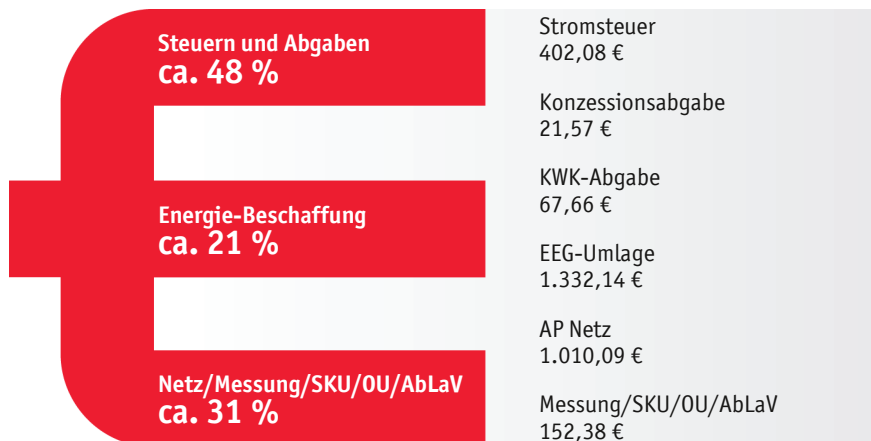 Steuern und Abgaben
ca. 48 %
Energie-Beschaffung
ca. 21 %
Netz/Messung/SKU/OU/AbLaV
ca. 31 %
Stromsteuer
402,08 €
Konzessionsabgabe
21,57 €
KWK-Abgabe
67,66 €
EEG-Umlage
1.332,14 €
AP Netz
1.010,09 €
Messung/SKU/OU/AbLaV
152,38 €